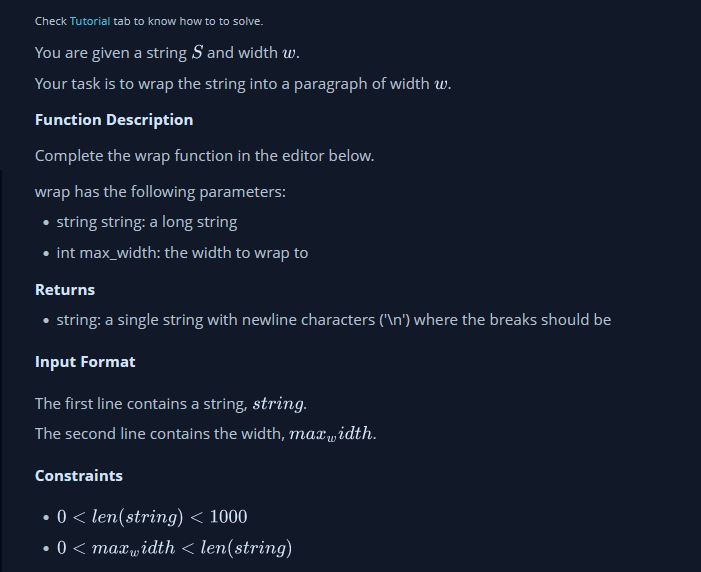 Check Tutorial tab to know how to to solve.
You are given a string S and width w.
Your task is to wrap the string into a paragraph of width w.
Function Description
Complete the wrap function in the editor below.
wrap has the following parameters:
• string string: a long string
• int max_width: the width to wrap to
Returns
• string: a single string with newline characters ('\n') where the breaks should be
Input Format
The first line contains a string, string.
The second line contains the width, max_width.
Constraints
• 0 < len(string) < 1000
• 0 < max_width < len(string)